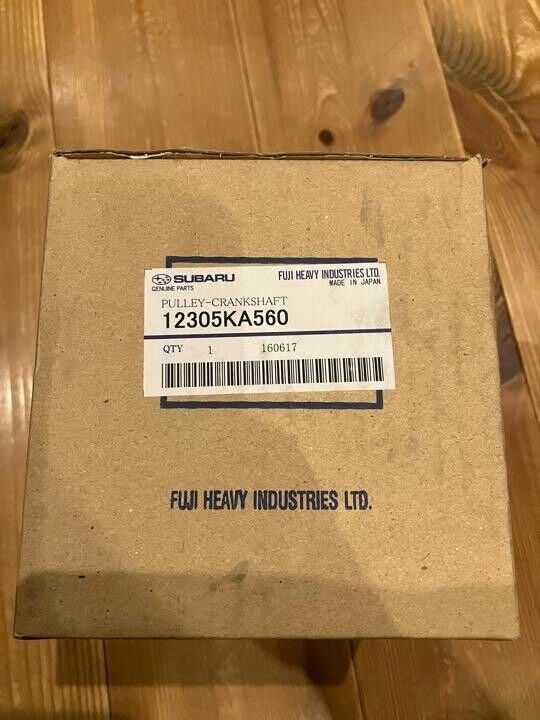 SUBARU FUJI HEAVY INDUSTRIES LTD.
GENUINE PARTS MADE IN JAPAN
PULLEY-CRANKSHAFT
12305KA560
QTY 1 160617
FUJI HEAVY INDUSTRIES LTD.